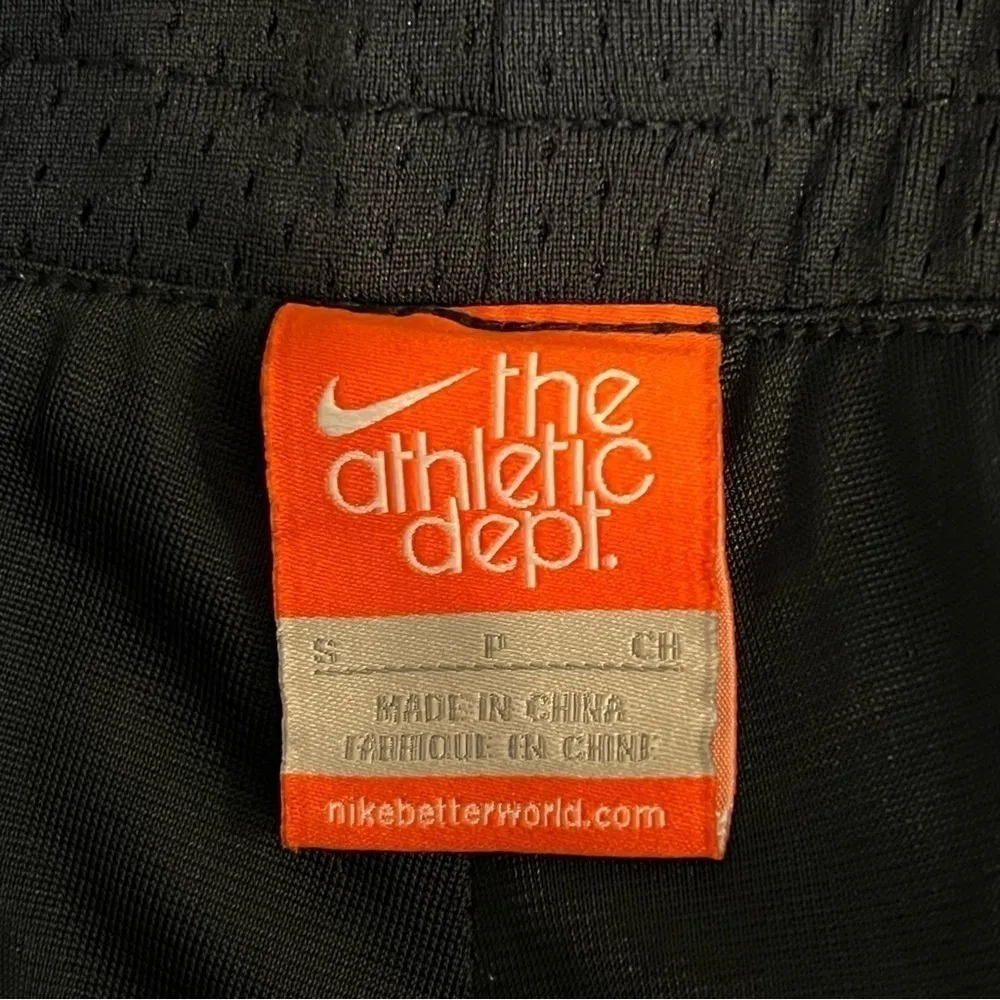 the
athletic
dept.
S P CH
MADE IN CHINA
FABRIQUE EN CHINE
nikebetterworld.com